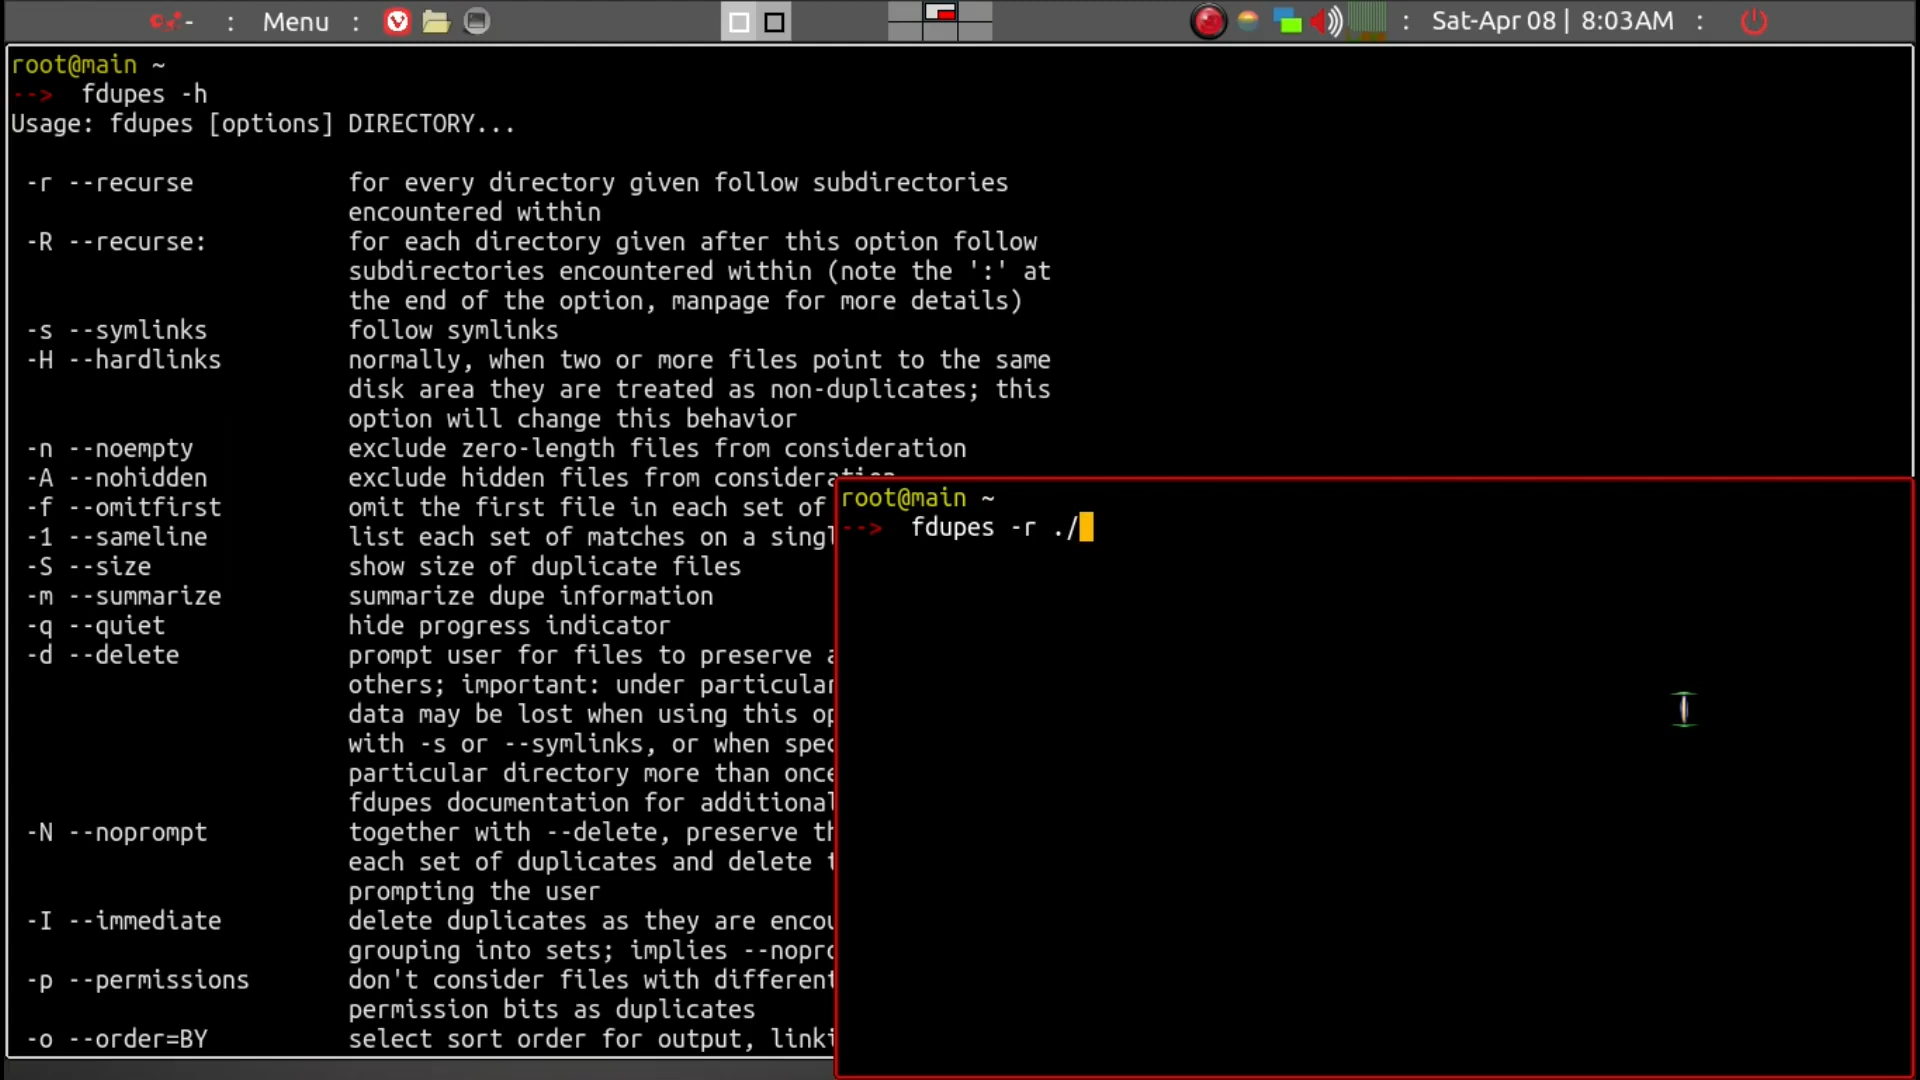 Menu : Sat-Apr 08 | 8:03AM :
root@main ~
--> fdupes -h
Usage: fdupes [options] DIRECTORY...
-r --recurse for every directory given follow subdirectories
encountered within
-R --recurse: for each directory given after this option follow
subdirectories encountered within (note the ':' at
the end of the option, manpage for more details)
-s --symlinks follow symlinks
-H --hardlinks normally, when two or more files point to the same
disk area they are treated as non-duplicates; this
option will change this behavior
-n --noempty exclude zero-length files from consideration
-A --nohidden exclude hidden files from consideration
-f --omitfirst omit the first file in each set of
-1 --sameline list each set of matches on a singl
-S --size show size of duplicate files
-m --summarize summarize dupe information
-q --quiet hide progress indicator
-d --delete prompt user for files to preserve a
others; important: under particular
data may be lost when using this op
with -s or --symlinks, or when spec
particular directory more than once
fdupes documentation for additional
-N --noprompt together with --delete, preserve th
each set of duplicates and delete t
prompting the user
-I --immediate delete duplicates as they are encou
grouping into sets; implies --nopro
-p --permissions don't consider files with different
permission bits as duplicates
-o --order=BY select sort order for output, linki
root@main ~
--> fdupes -r ./